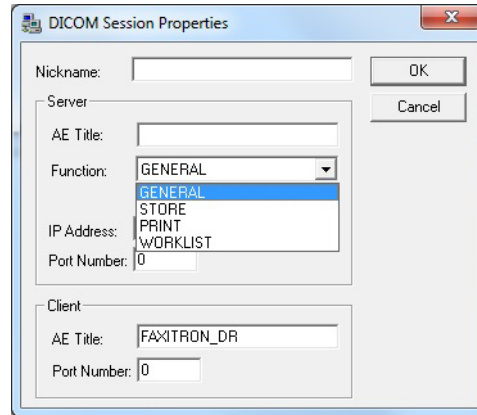 DICOM Session Properties
Nickname:
OK
Server
Cancel
AE Title:
Function: GENERAL
GENERAL
STORE
PRINT
WORKLIST
IP Address:
Port Number: 0
Client
AE Title: FAXITRON_DR
Port Number: 0